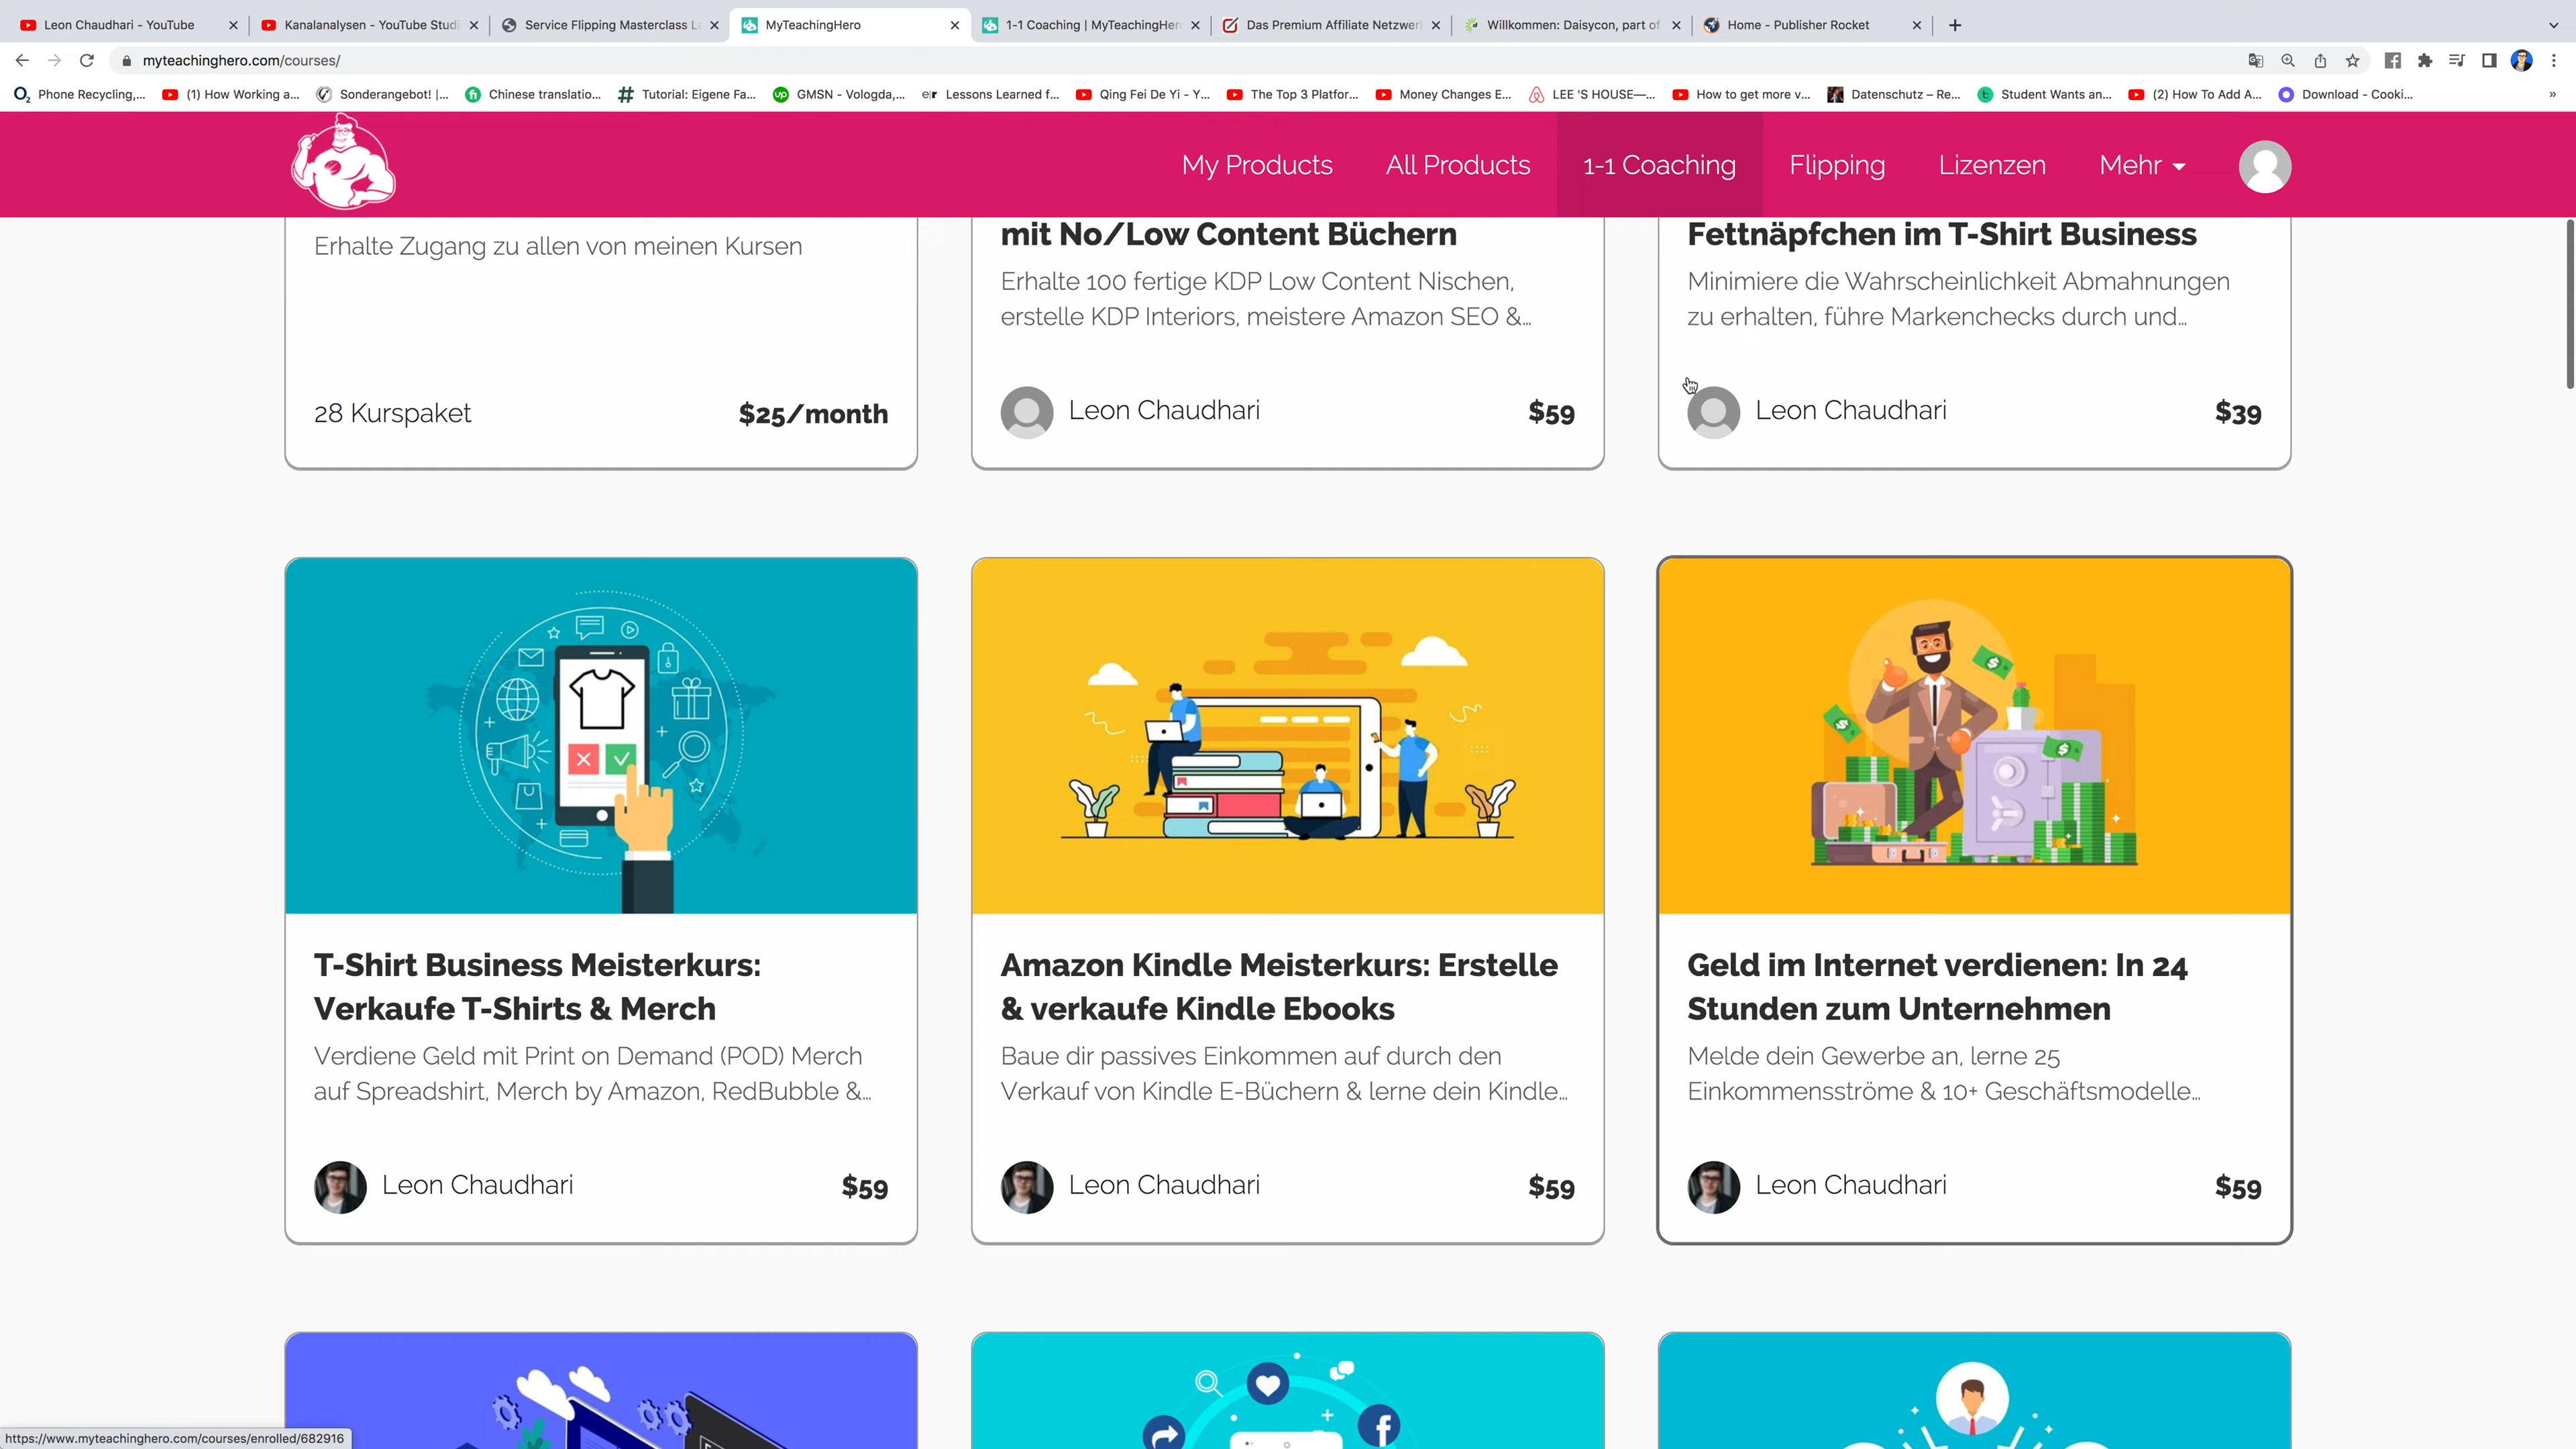 Leon Chaudhari - YouTube
Kanalanalysen - YouTube Studi
Service Flipping Masterclass L
MyTeachingHero
1-1 Coaching | MyTeachingHer
Das Premium Affiliate Netzwer
Willkommen: Daisycon, part of
Home - Publisher Rocket
myteachinghero.com/courses/
O2 Phone Recycling,...
(1) How Working a...
Sonderangebot! |...
Chinese translatio...
Tutorial: Eigene Fa...
GMSN - Vologda,...
Lessons Learned f...
Qing Fei De Yi - Y...
The Top 3 Platfor...
Money Changes E...
LEE 'S HOUSE—...
How to get more v...
Datenschutz – Re...
Student Wants an...
(2) How To Add A...
Download - Cooki...
»
My Products
All Products
1-1 Coaching
Flipping
Lizenzen
Mehr
Erhalte Zugang zu allen von meinen Kursen
28 Kurspaket
$25/month
mit No/Low Content Büchern
Erhalte 100 fertige KDP Low Content Nischen,
erstelle KDP Interiors, meistere Amazon SEO &...
Leon Chaudhari
$59
Fettnäpfchen im T-Shirt Business
Minimiere die Wahrscheinlichkeit Abmahnungen
zu erhalten, führe Markenchecks durch und...
Leon Chaudhari
$39
T-Shirt Business Meisterkurs:
Verkaufe T-Shirts & Merch
Verdiene Geld mit Print on Demand (POD) Merch
auf Spreadshirt, Merch by Amazon, RedBubble &...
Leon Chaudhari
$59
Amazon Kindle Meisterkurs: Erstelle
& verkaufe Kindle Ebooks
Baue dir passives Einkommen auf durch den
Verkauf von Kindle E-Büchern & lerne dein Kindle...
Leon Chaudhari
$59
Geld im Internet verdienen: In 24
Stunden zum Unternehmen
Melde dein Gewerbe an, lerne 25
Einkommensströme & 10+ Geschäftsmodelle...
Leon Chaudhari
$59
https://www.myteachinghero.com/courses/enrolled/682916